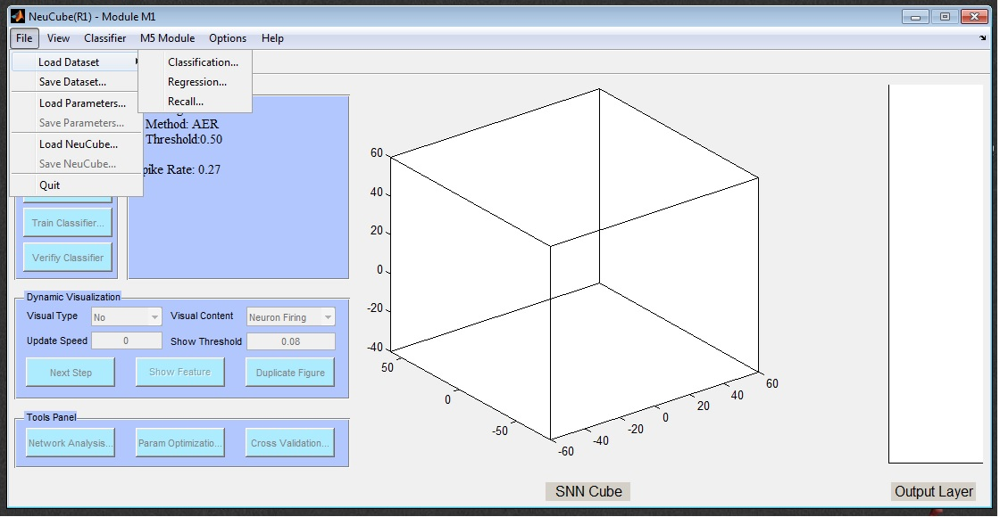 NeuCube(R1) - Module M1
File View Classifier M5 Module Options Help
Load Dataset
Save Dataset...
Load Parameters...
Save Parameters...
Load NeuCube...
Save NeuCube...
Quit
Classification...
Regression...
Recall...
Method: AER
Threshold:0.50
pike Rate: 0.27
Train Classifier...
Verifiy Classifier
Dynamic Visualization
Visual Type No Visual Content Neuron Firing
Update Speed 0 Show Threshold 0.08
Next Step Show Feature Duplicate Figure
Tools Panel
Network Analysis... Param Optimizatio... Cross Validation...
60
40
20
0
-20
-40
50
0
-50
-60
-40
-20
0
20
40
60
SNN Cube
Output Layer